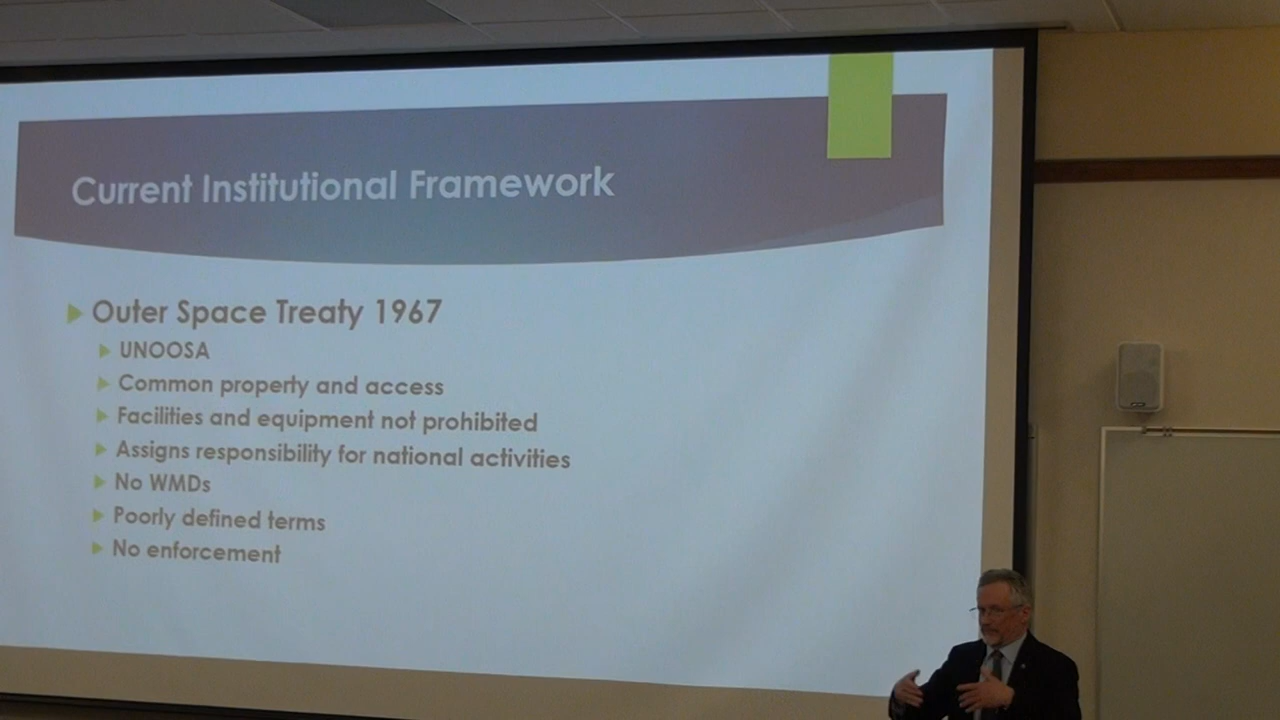 Current Institutional Framework
Outer Space Treaty 1967
UNOOSA
Common property and access
Facilities and equipment not prohibited
Assigns responsibility for national activities
No WMDs
Poorly defined terms
No enforcement